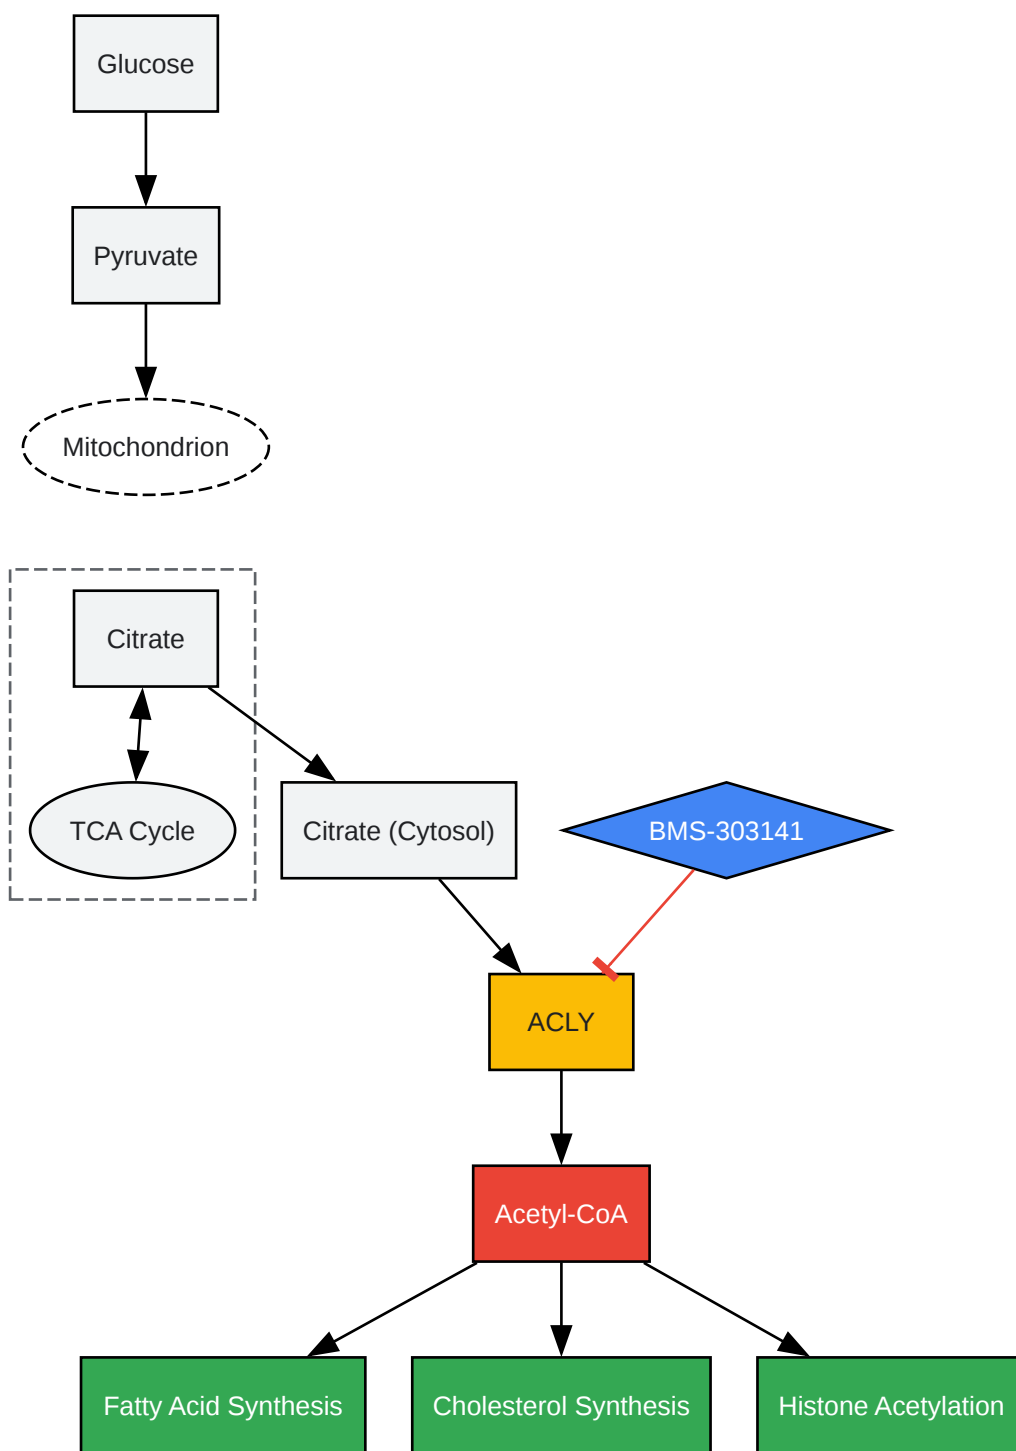 Glucose
Pyruvate
Mitochondrion
Citrate
TCA Cycle
Citrate (Cytosol)
BMS-303141
ACLY
Acetyl-CoA
Fatty Acid Synthesis
Cholesterol Synthesis
Histone Acetylation